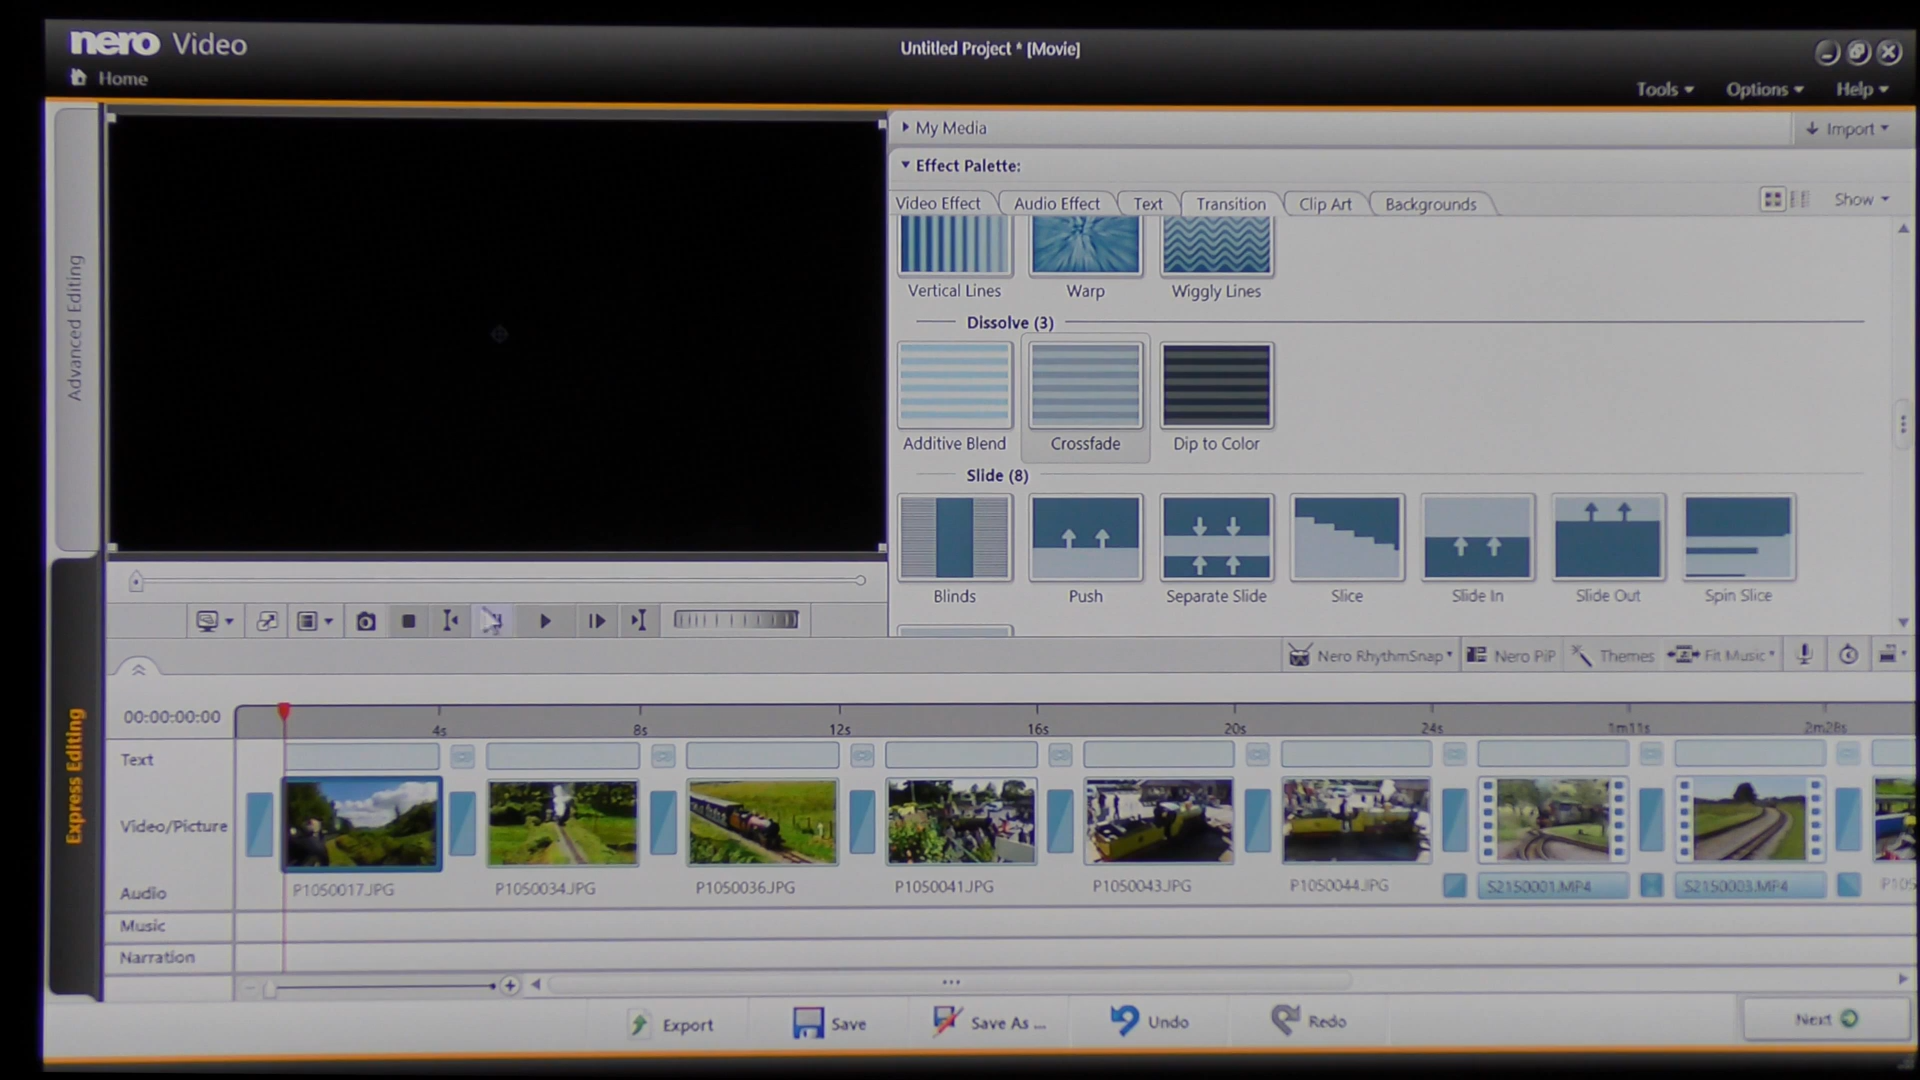 nero Video
Untitled Project * [Movie]
Home
Tools
Options
Help
My Media
Import
Effect Palette:
Video Effect
Audio Effect
Text
Transition
Clip Art
Backgrounds
Show
Vertical Lines
Warp
Wiggly Lines
Dissolve (3)
Additive Blend
Crossfade
Dip to Color
Slide (8)
Blinds
Push
Separate Slide
Slice
Slide In
Slide Out
Spin Slice
Advanced Editing
Express Editing
Nero RhythmSnap
Nero PiP
Themes
Fit Music
00:00:00:00
4s
8s
12s
16s
20s
24s
1m11s
2m28s
Text
Video/Picture
Audio
P1050017.JPG
P1050034.JPG
P1050036.JPG
P1050041.JPG
P1050043.JPG
P1050044.JPG
S2150001.MP4
S2150003.MP4
P105
Music
Narration
Export
Save
Save As ...
Undo
Redo
Next